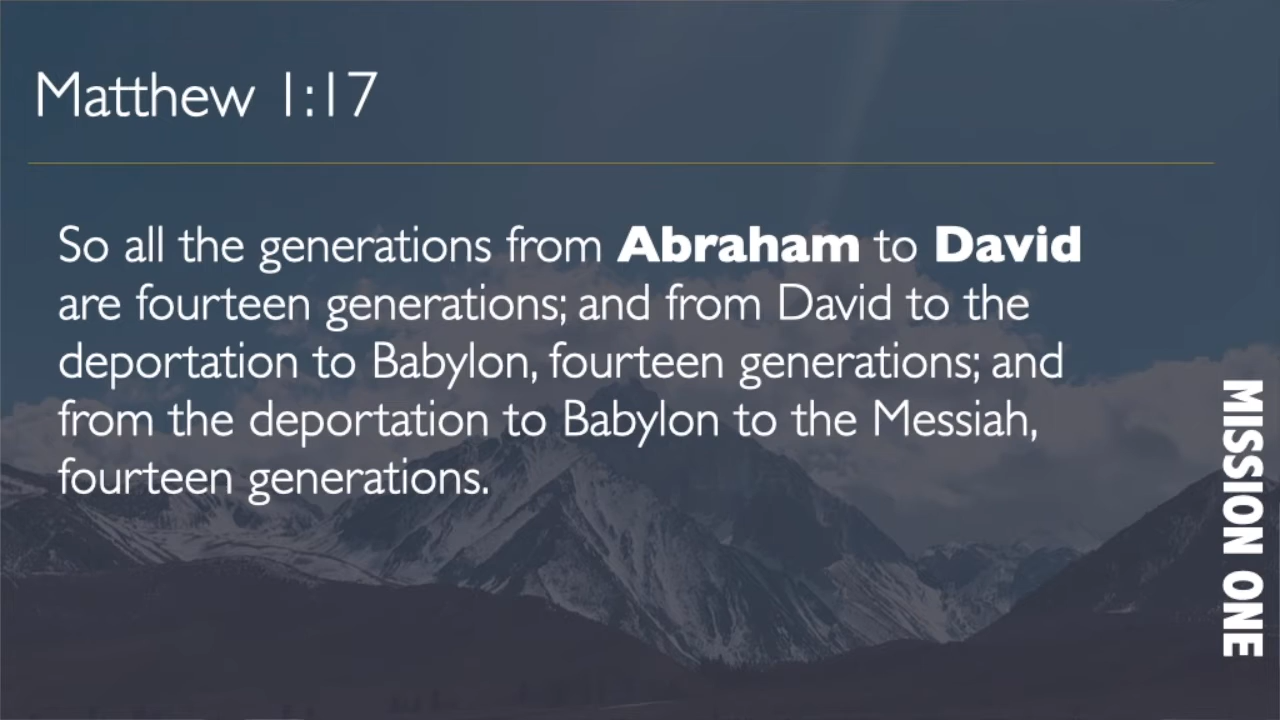 Matthew 1:17
So all the generations from Abraham to David
are fourteen generations; and from David to the
deportation to Babylon, fourteen generations; and
from the deportation to Babylon to the Messiah,
fourteen generations.
MISSION ONE